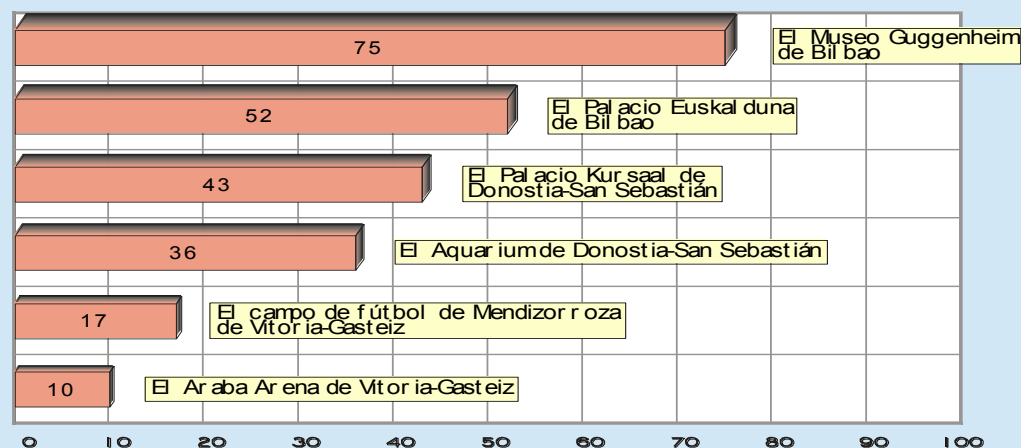 75
El Museo Guggenheim
de Bilbao
52
El Palacio Euskalduna
de Bilbao
43
El Palacio Kursaal de
Donostia-San Sebastián
36
El Aquarium de Donostia-San Sebastián
17
El campo de fútbol de Mendizorroza
de Vitoria-Gasteiz
10
El Araba Arena de Vitoria-Gasteiz
0 10 20 30 40 50 60 70 80 90 100